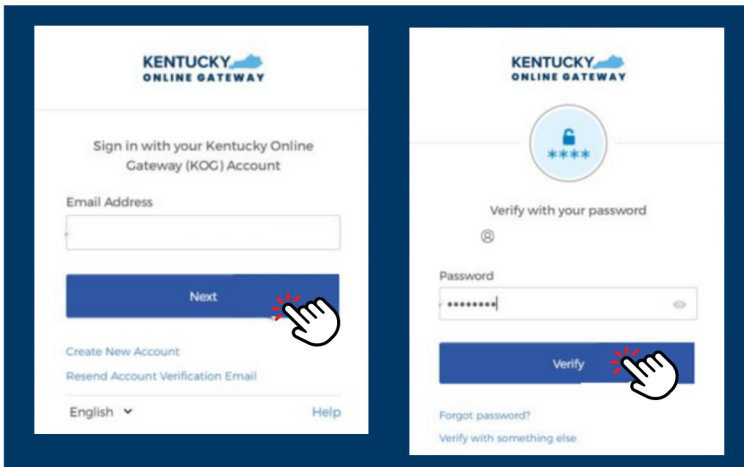 KENTUCKY
ONLINE GATEWAY
Sign in with your Kentucky Online
Gateway (KOG) Account
Email Address
Next
Create New Account
Resend Account Verification Email
English
Help
KENTUCKY
ONLINE GATEWAY
****
Verify with your password
Password
••••••••
Verify
Forgot password?
Verify with something else